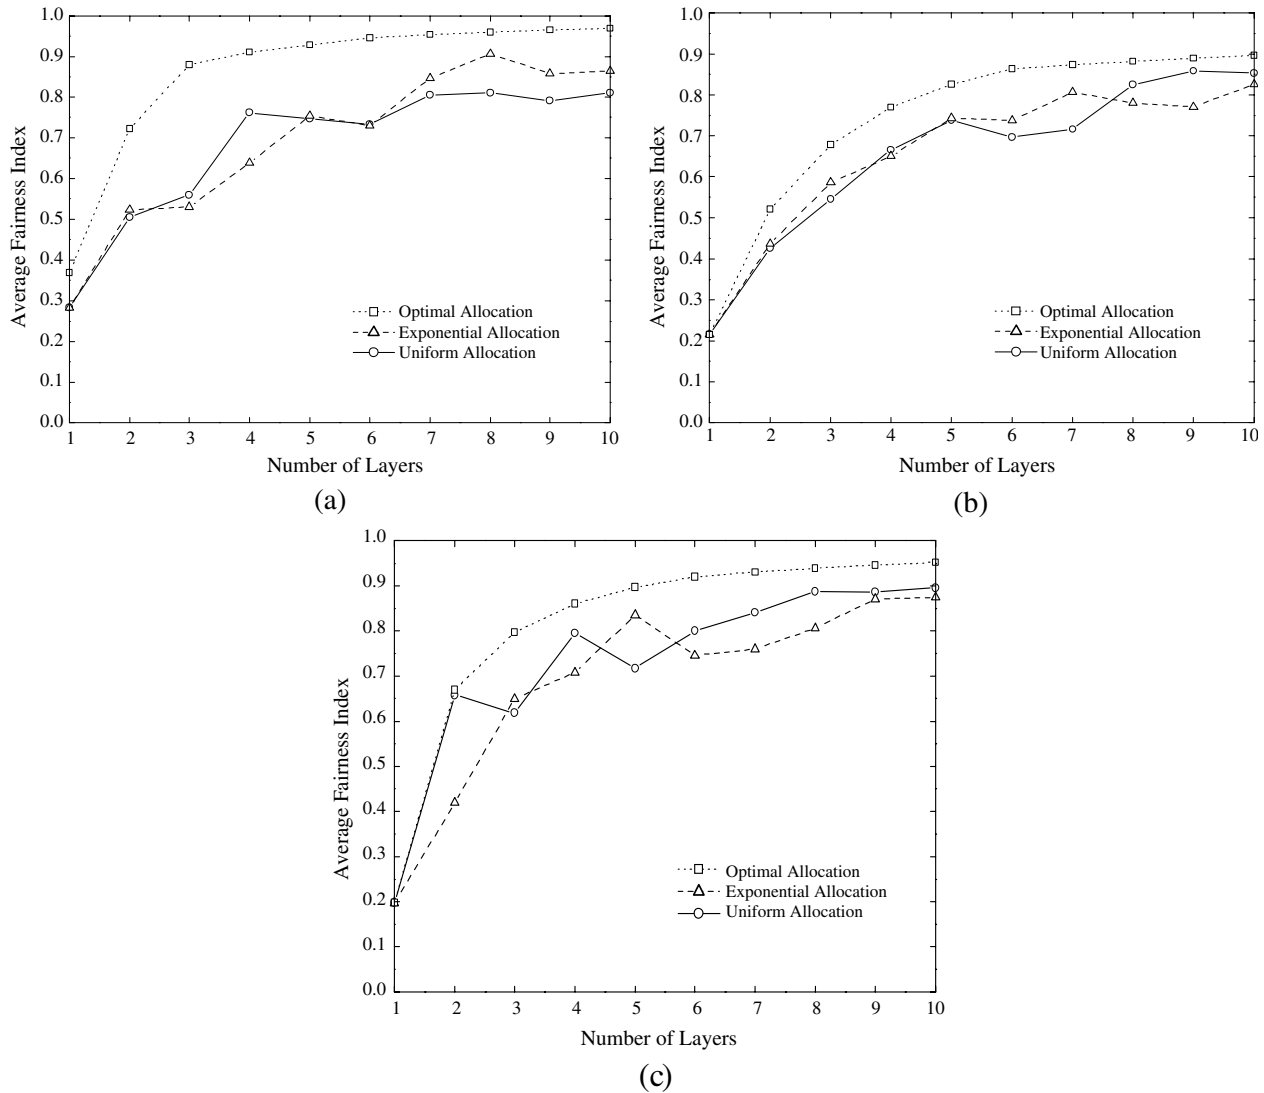 1.0
0.9
0.8
0.7
0.6
0.5
0.4
0.3
0.2
0.1
0.0
Average Fairness Index
Optimal Allocation
Exponential Allocation
Uniform Allocation
1 2 3 4 5 6 7 8 9 10
Number of Layers
(a)
1.0
0.9
0.8
0.7
0.6
0.5
0.4
0.3
0.2
0.1
0.0
Average Fairness Index
Optimal Allocation
Exponential Allocation
Uniform Allocation
1 2 3 4 5 6 7 8 9 10
Number of Layers
(b)
1.0
0.9
0.8
0.7
0.6
0.5
0.4
0.3
0.2
0.1
0.0
Average Fairness Index
Optimal Allocation
Exponential Allocation
Uniform Allocation
1 2 3 4 5 6 7 8 9 10
Number of Layers
(c)